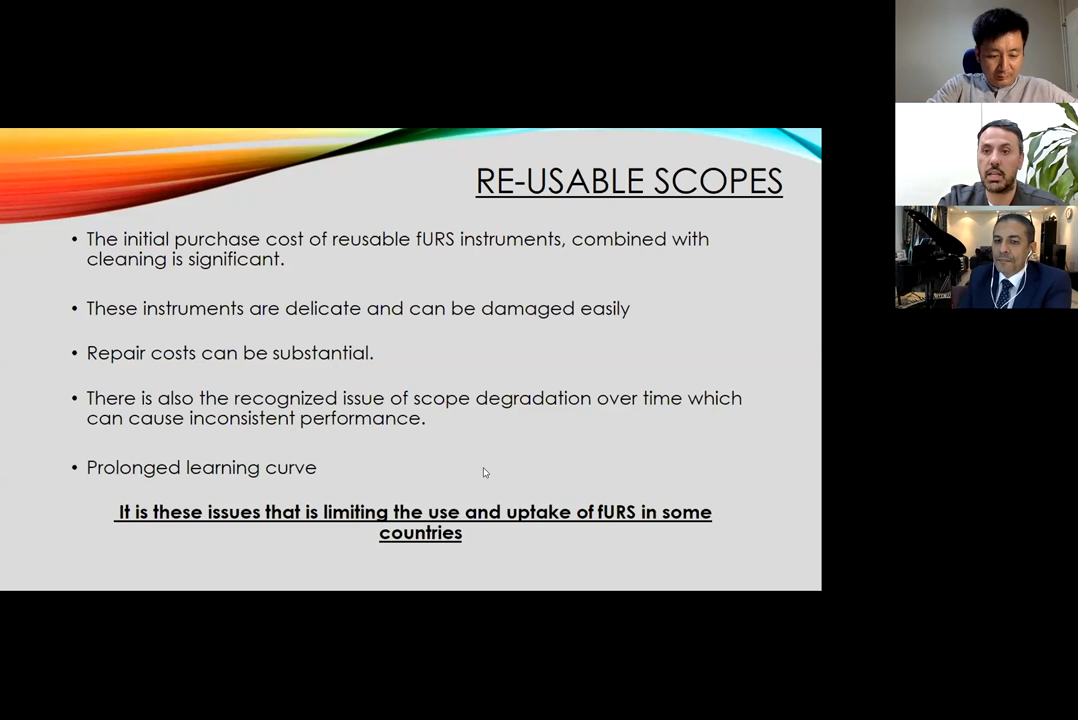 RE-USABLE SCOPES
• The initial purchase cost of reusable fURS instruments, combined with
cleaning is significant.
• These instruments are delicate and can be damaged easily
• Repair costs can be substantial.
• There is also the recognized issue of scope degradation over time which
can cause inconsistent performance.
• Prolonged learning curve
It is these issues that is limiting the use and uptake of fURS in some
countries